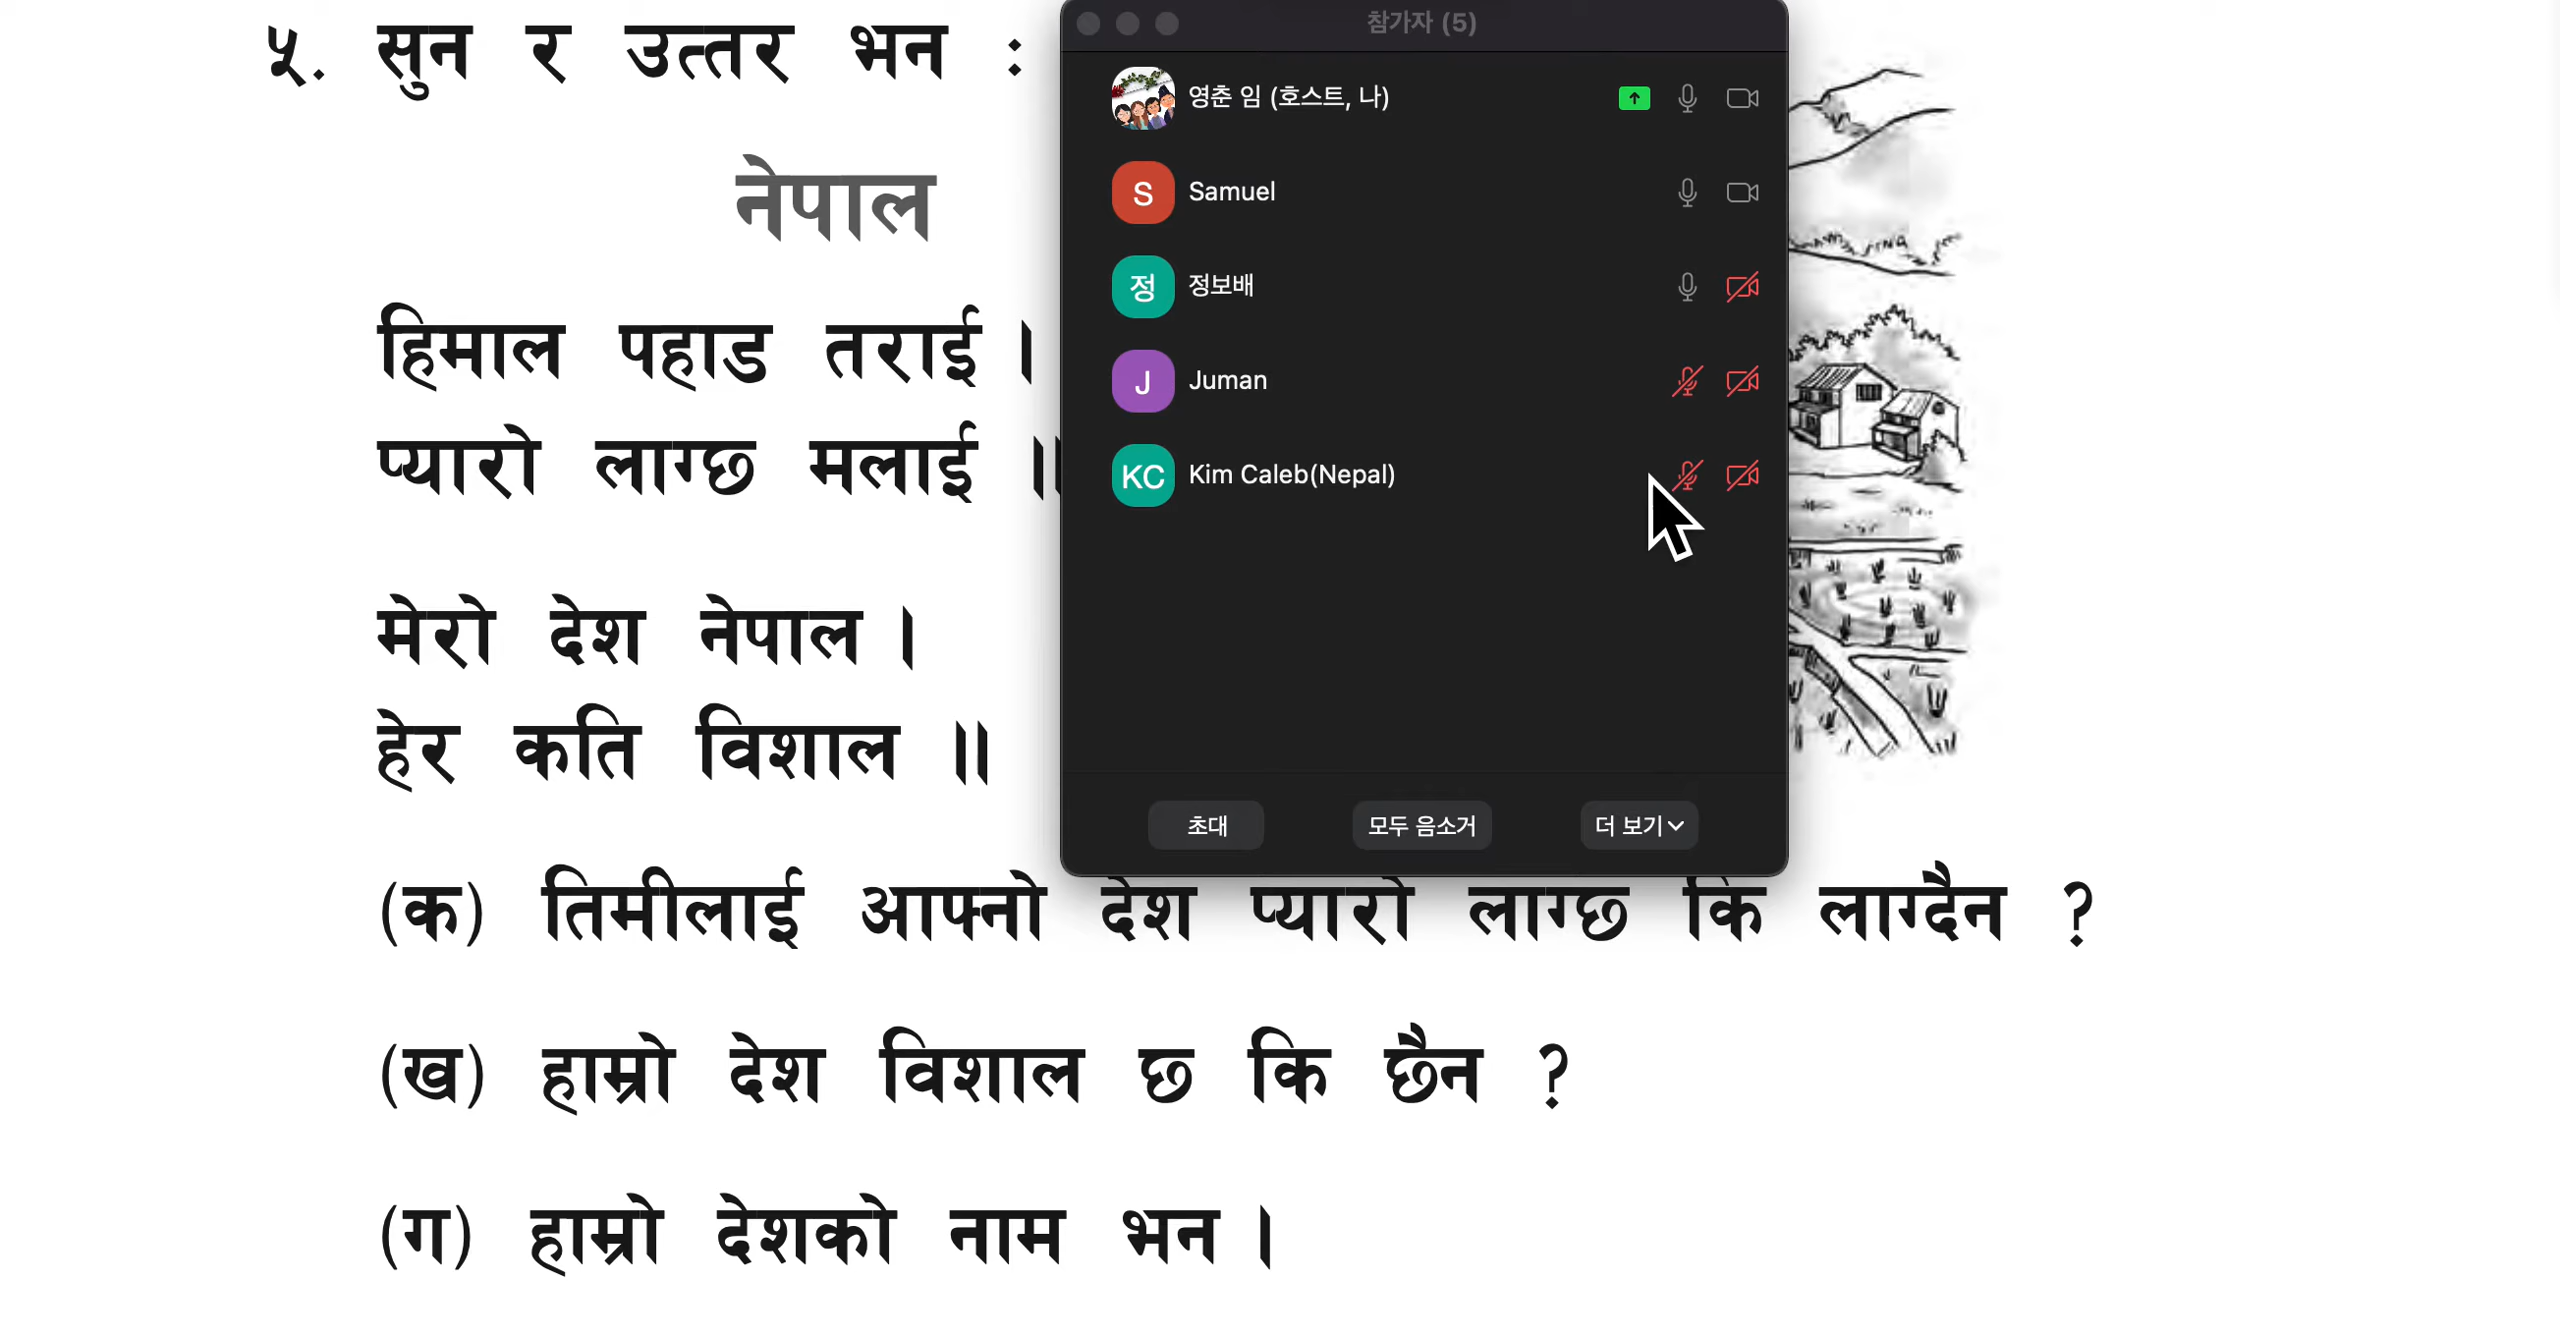 ५. सुन र उत्तर भन :
नेपाल
हिमाल पहाड तराई ।
प्यारो लाग्छ मलाई ॥
मेरो देश नेपाल ।
हेर कति विशाल ॥
(क) तिमीलाई आफ्नो देश प्यारो लाग्छ कि लाग्दैन ?
(ख) हाम्रो देश विशाल छ कि छैन ?
(ग) हाम्रो देशको नाम भन ।
참가자 (5)
영춘 임 (호스트, 나)
S Samuel
정 정보배
J Juman
KC Kim Caleb(Nepal)
초대 모두 음소거 더 보기